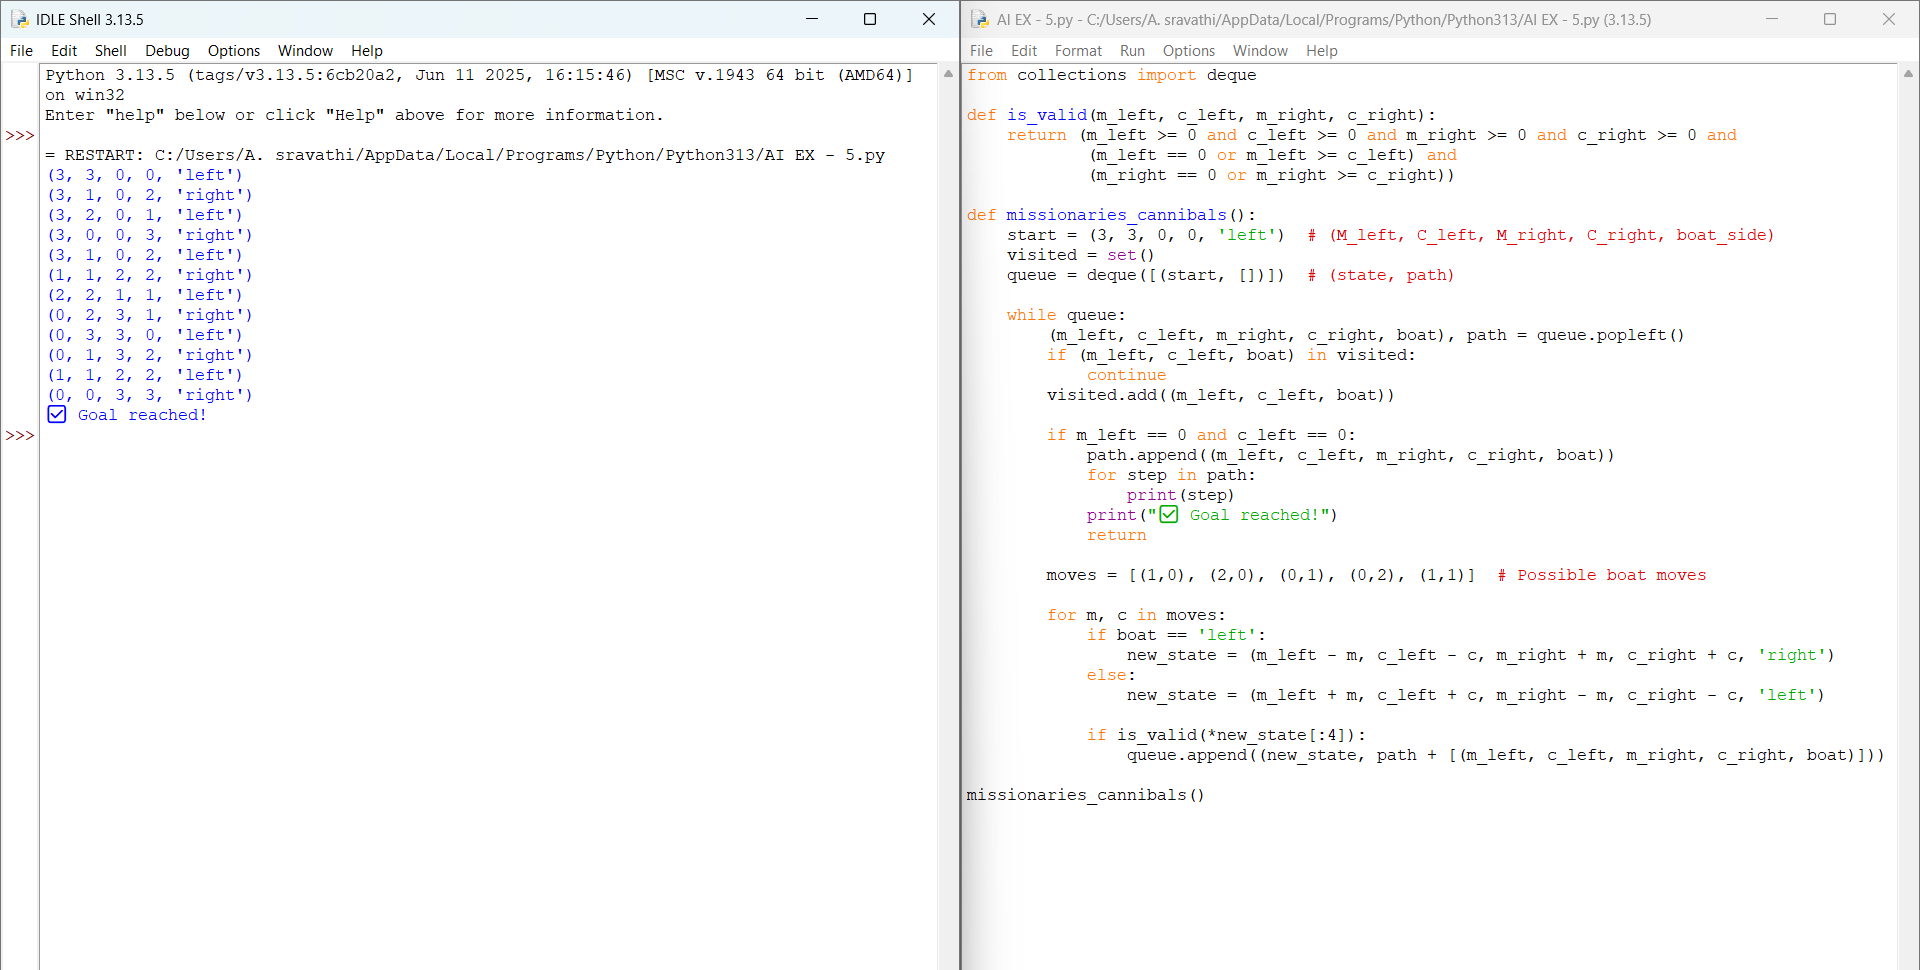 IDLE Shell 3.13.5
File Edit Shell Debug Options Window Help
Python 3.13.5 (tags/v3.13.5:6cb20a2, Jun 11 2025, 16:15:46) [MSC v.1943 64 bit (AMD64)]
on win32
Enter "help" below or click "Help" above for more information.
>>>
= RESTART: C:/Users/A. sravathi/AppData/Local/Programs/Python/Python313/AI EX - 5.py
(3, 3, 0, 0, 'left')
(3, 1, 0, 2, 'right')
(3, 2, 0, 1, 'left')
(3, 0, 0, 3, 'right')
(3, 1, 0, 2, 'left')
(1, 1, 2, 2, 'right')
(2, 2, 1, 1, 'left')
(0, 2, 3, 1, 'right')
(0, 3, 3, 0, 'left')
(0, 1, 3, 2, 'right')
(1, 1, 2, 2, 'left')
(0, 0, 3, 3, 'right')
✅ Goal reached!
>>>
AI EX - 5.py - C:/Users/A. sravathi/AppData/Local/Programs/Python/Python313/AI EX - 5.py (3.13.5)
File Edit Format Run Options Window Help
from collections import deque

def is_valid(m_left, c_left, m_right, c_right):
    return (m_left >= 0 and c_left >= 0 and m_right >= 0 and c_right >= 0 and
            (m_left == 0 or m_left >= c_left) and
            (m_right == 0 or m_right >= c_right))

def missionaries_cannibals():
    start = (3, 3, 0, 0, 'left')  # (M_left, C_left, M_right, C_right, boat_side)
    visited = set()
    queue = deque([(start, [])])  # (state, path)

    while queue:
        (m_left, c_left, m_right, c_right, boat), path = queue.popleft()
        if (m_left, c_left, boat) in visited:
            continue
        visited.add((m_left, c_left, boat))

        if m_left == 0 and c_left == 0:
            path.append((m_left, c_left, m_right, c_right, boat))
            for step in path:
                print(step)
            print("✅ Goal reached!")
            return

        moves = [(1,0), (2,0), (0,1), (0,2), (1,1)]  # Possible boat moves

        for m, c in moves:
            if boat == 'left':
                new_state = (m_left - m, c_left - c, m_right + m, c_right + c, 'right')
            else:
                new_state = (m_left + m, c_left + c, m_right - m, c_right - c, 'left')

            if is_valid(*new_state[:4]):
                queue.append((new_state, path + [(m_left, c_left, m_right, c_right, boat)]))

missionaries_cannibals()